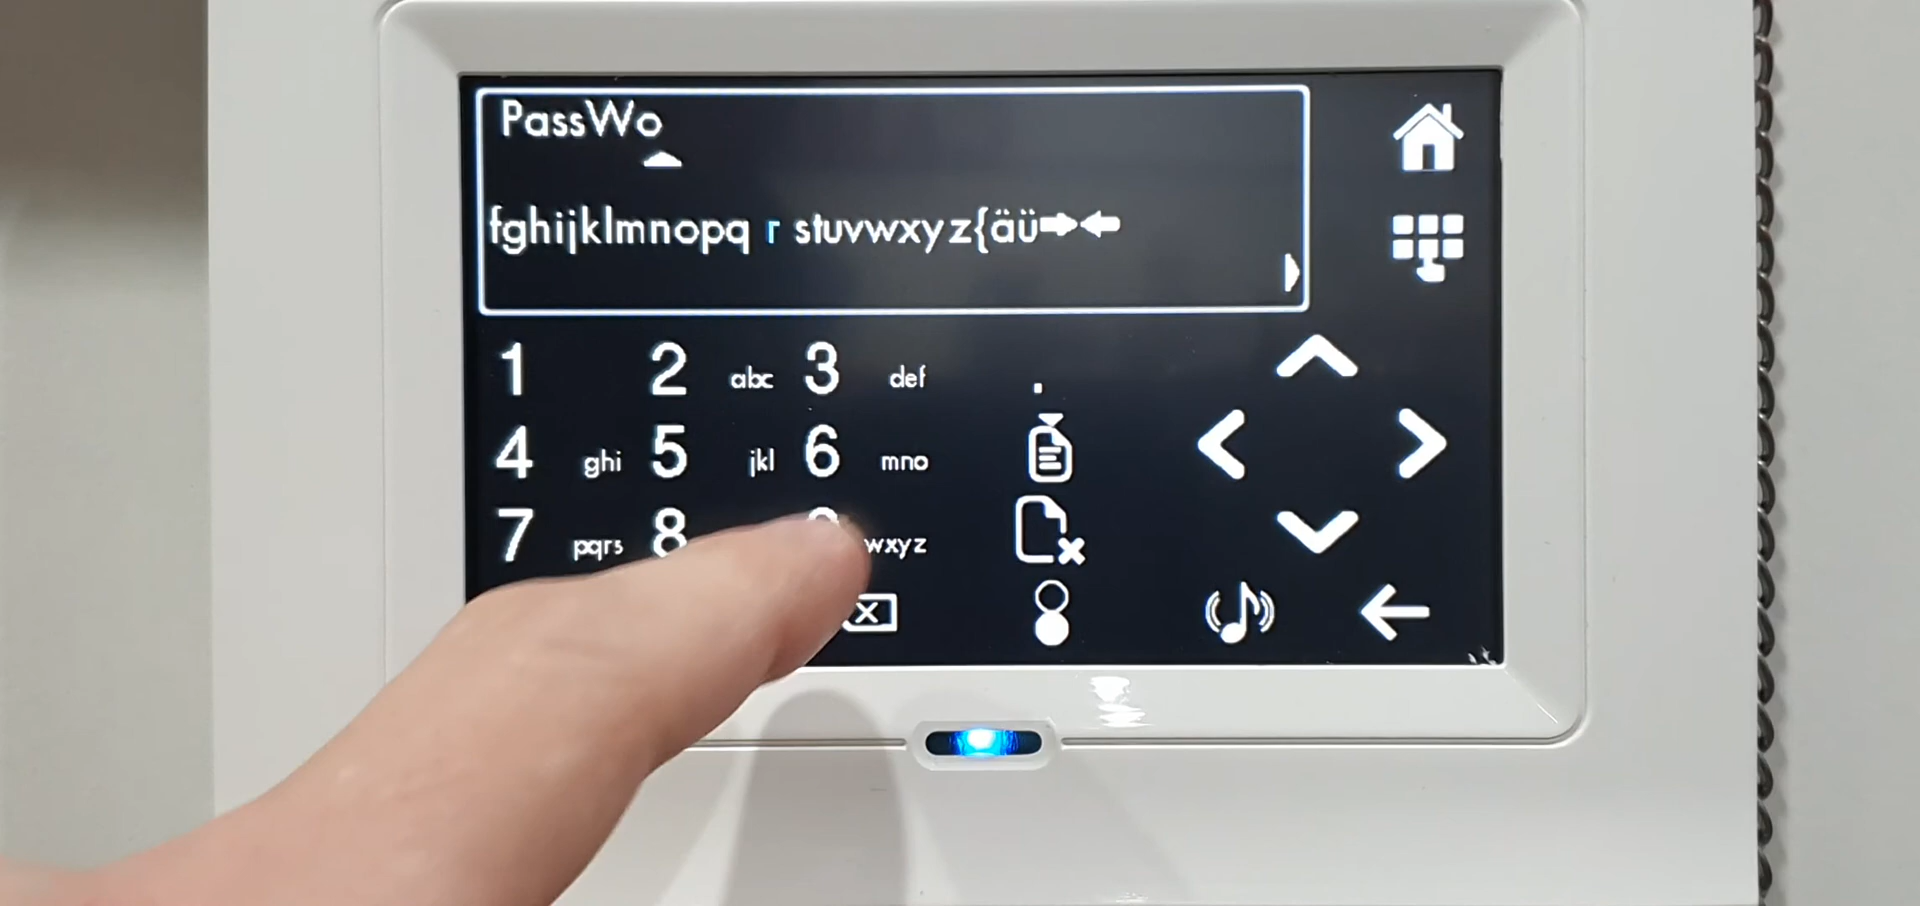 PassWo
fghijklmnopq r stuvwxyz{äü
1 2 abc 3 def .
4 ghi 5 jkl 6 mno
7 pqrs 8 wxyz